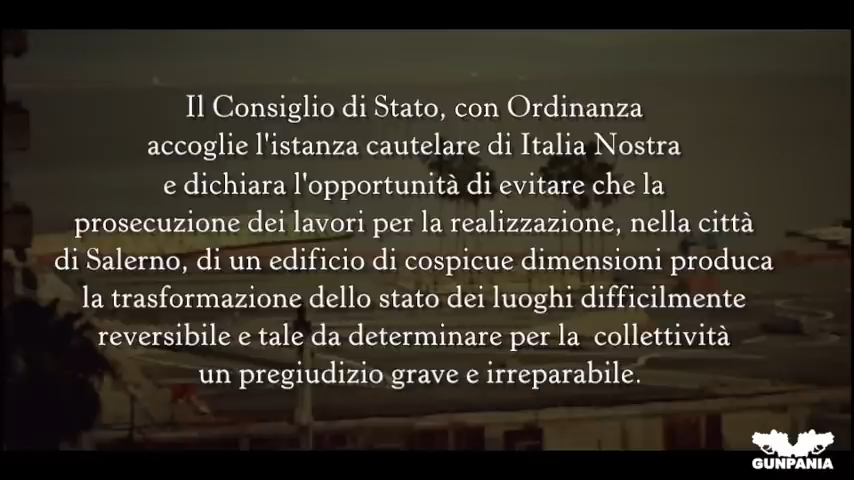 Il Consiglio di Stato, con Ordinanza
accoglie l'istanza cautelare di Italia Nostra
e dichiara l'opportunità di evitare che la
prosecuzione dei lavori per la realizzazione, nella città
di Salerno, di un edificio di cospicue dimensioni produca
la trasformazione dello stato dei luoghi difficilmente
reversibile e tale da determinare per la  collettività
un pregiudizio grave e irreparabile.
GUNPANIA